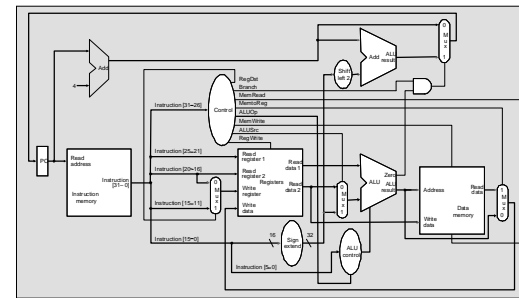 0
M
u
x
1
Add
Add
ALU
result
4
Shift
left 2
RegDst
Branch
MemRead
MemtoReg
ALUOp
MemWrite
ALUSrc
RegWrite
Control
Instruction [31–26]
PC
Read
address
Instruction
[31–0]
Instruction
memory
Instruction [25–21]
Instruction [20–16]
Instruction [15–11]
0
M
u
x
1
Read
register 1
Read
register 2
Registers
Write
register
Write
data
Read
data 1
Read
data 2
0
M
u
x
1
Zero
ALU
ALU
result
Address
Write
data
Read
data
Data
memory
1
M
u
x
0
Instruction [15–0]
16
Sign
extend
32
Instruction [5–0]
ALU
control